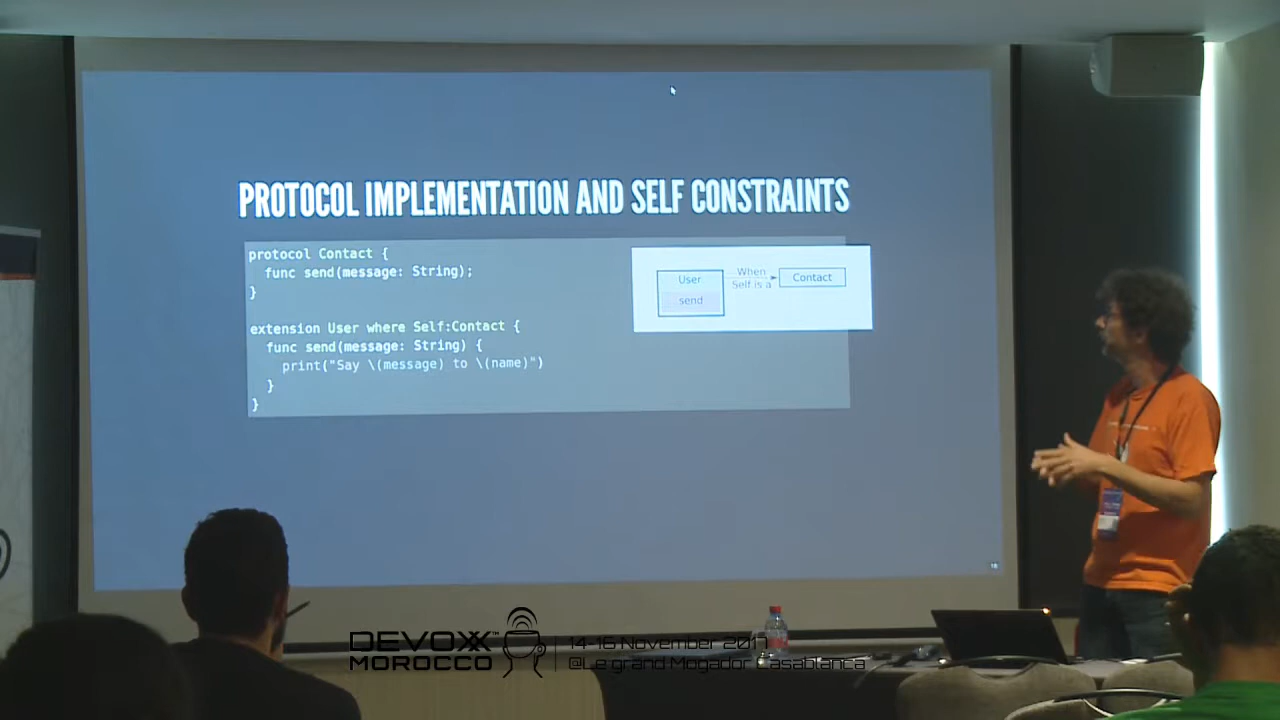 PROTOCOL IMPLEMENTATION AND SELF CONSTRAINTS
protocol Contact {
func send(message: String);
}
extension User where Self:Contact {
func send(message: String) {
print("Say \(message) to \(name)")
}
}
User
send
When
Self is a
Contact
DEVOXX™
MOROCCO
14-16 November 2017
@Le grand Mogador Casablanca